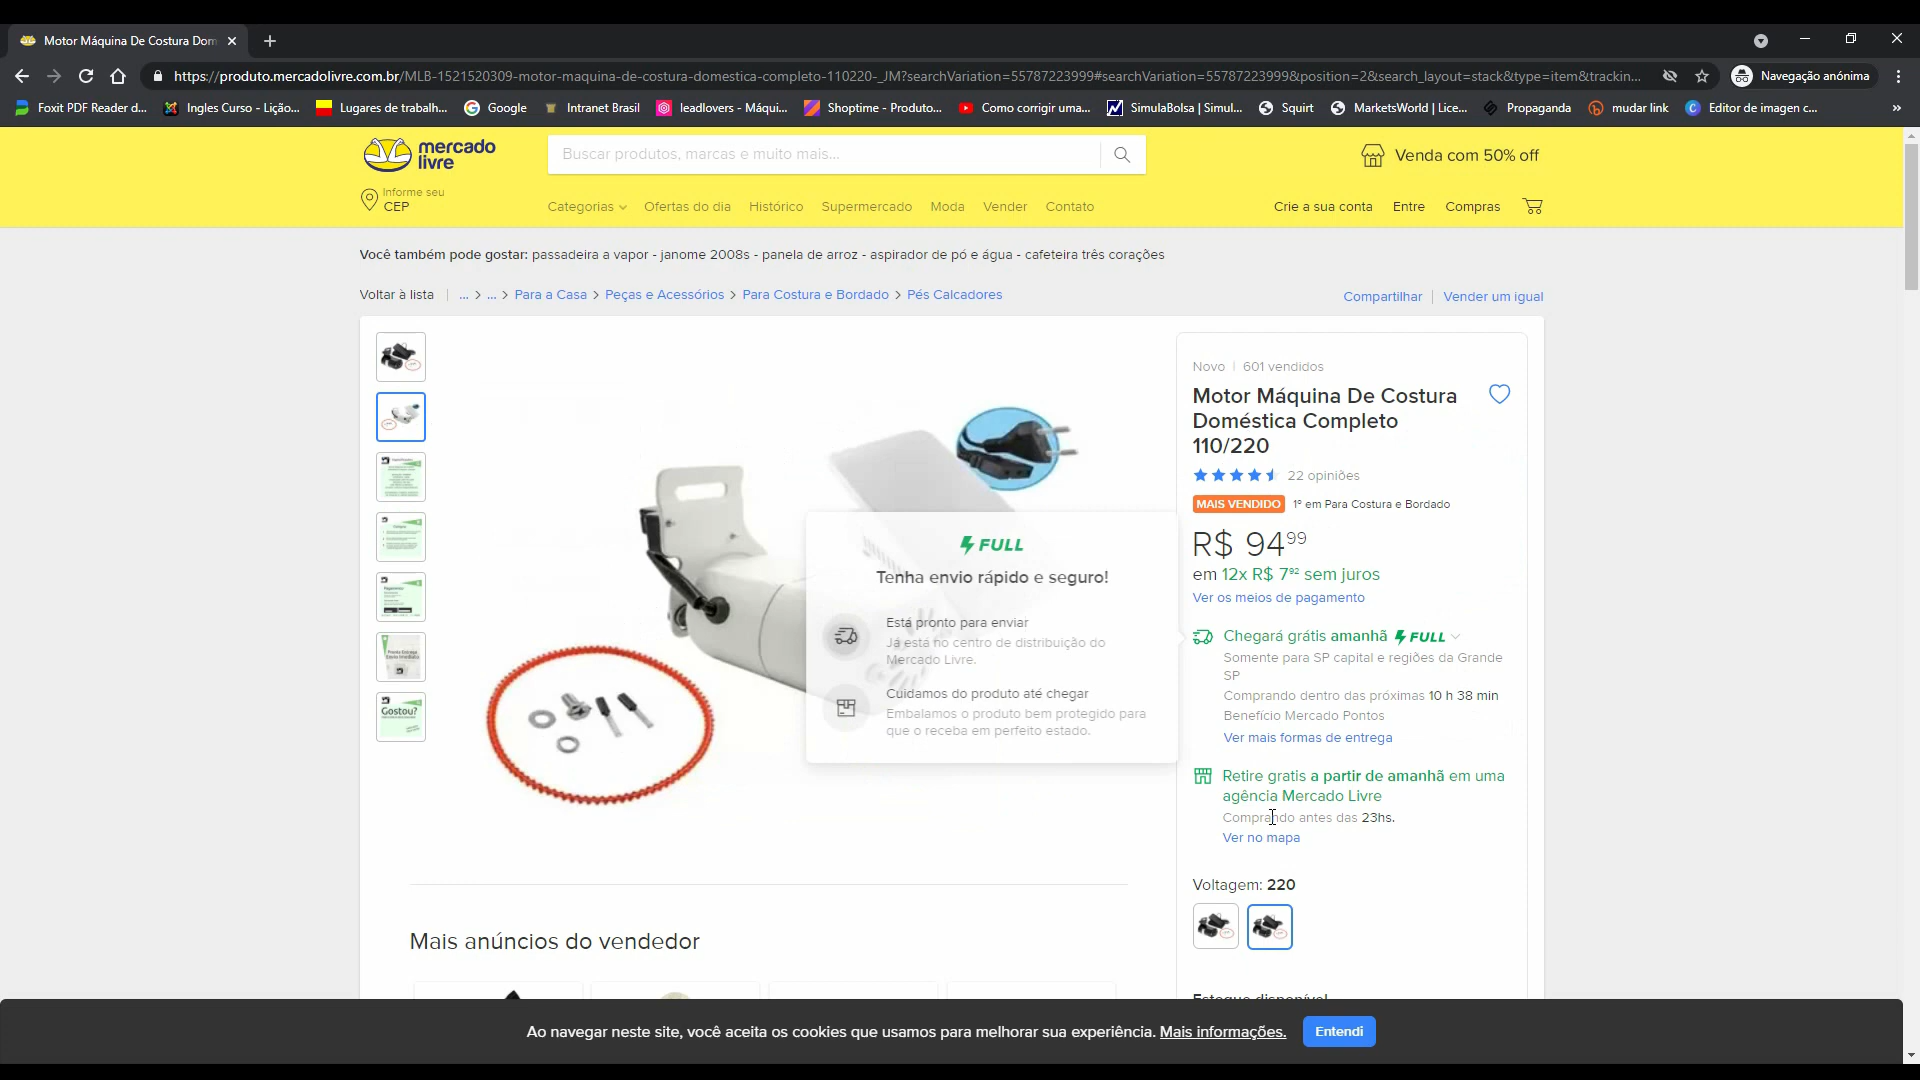 Motor Máquina De Costura Dom
https://produto.mercadolivre.com.br/MLB-1521520309-motor-maquina-de-costura-domestica-completo-110220-_JM?searchVariation=55787223999#searchVariation=55787223999&position=2&search_layout=stack&type=item&trackin...
Navegação anónima
Foxit PDF Reader d...
Ingles Curso - Lição...
Lugares de trabalh...
Google
Intranet Brasil
leadlovers - Máqui...
Shoptime - Produto...
Como corrigir uma...
SimulaBolsa | Simul...
Squirt
MarketsWorld | Lice...
Propaganda
mudar link
Editor de imagen c...
mercado
livre
Buscar produtos, marcas e muito mais...
Venda com 50% off
Informe seu
CEP
Categorias
Ofertas do dia
Histórico
Supermercado
Moda
Vender
Contato
Crie a sua conta
Entre
Compras
Você também pode gostar: passadeira a vapor - janome 2008s - panela de arroz - aspirador de pó e água - cafeteira três corações
Voltar à lista
... > ... > Para a Casa > Peças e Acessórios > Para Costura e Bordado > Pés Calcadores
Compartilhar
Vender um igual
Novo | 601 vendidos
Motor Máquina De Costura
Doméstica Completo
110/220
22 opiniões
MAIS VENDIDO 1º em Para Costura e Bordado
R$ 94 99
em 12x R$ 7 92 sem juros
Ver os meios de pagamento
Chegará grátis amanhã FULL
Somente para SP capital e regiões da Grande
SP
Comprando dentro das próximas 10 h 38 min
Benefício Mercado Pontos
Ver mais formas de entrega
Retire gratis a partir de amanhã em uma
agência Mercado Livre
Comprando antes das 23hs.
Ver no mapa
Voltagem: 220
FULL
Tenha envio rápido e seguro!
Está pronto para enviar
Já está no centro de distribuição do
Mercado Livre.
Cuidamos do produto até chegar
Embalamos o produto bem protegido para
que o receba em perfeito estado.
Gostou?
Mais anúncios do vendedor
Estoque disponível
Ao navegar neste site, você aceita os cookies que usamos para melhorar sua experiência. Mais informações.
Entendi